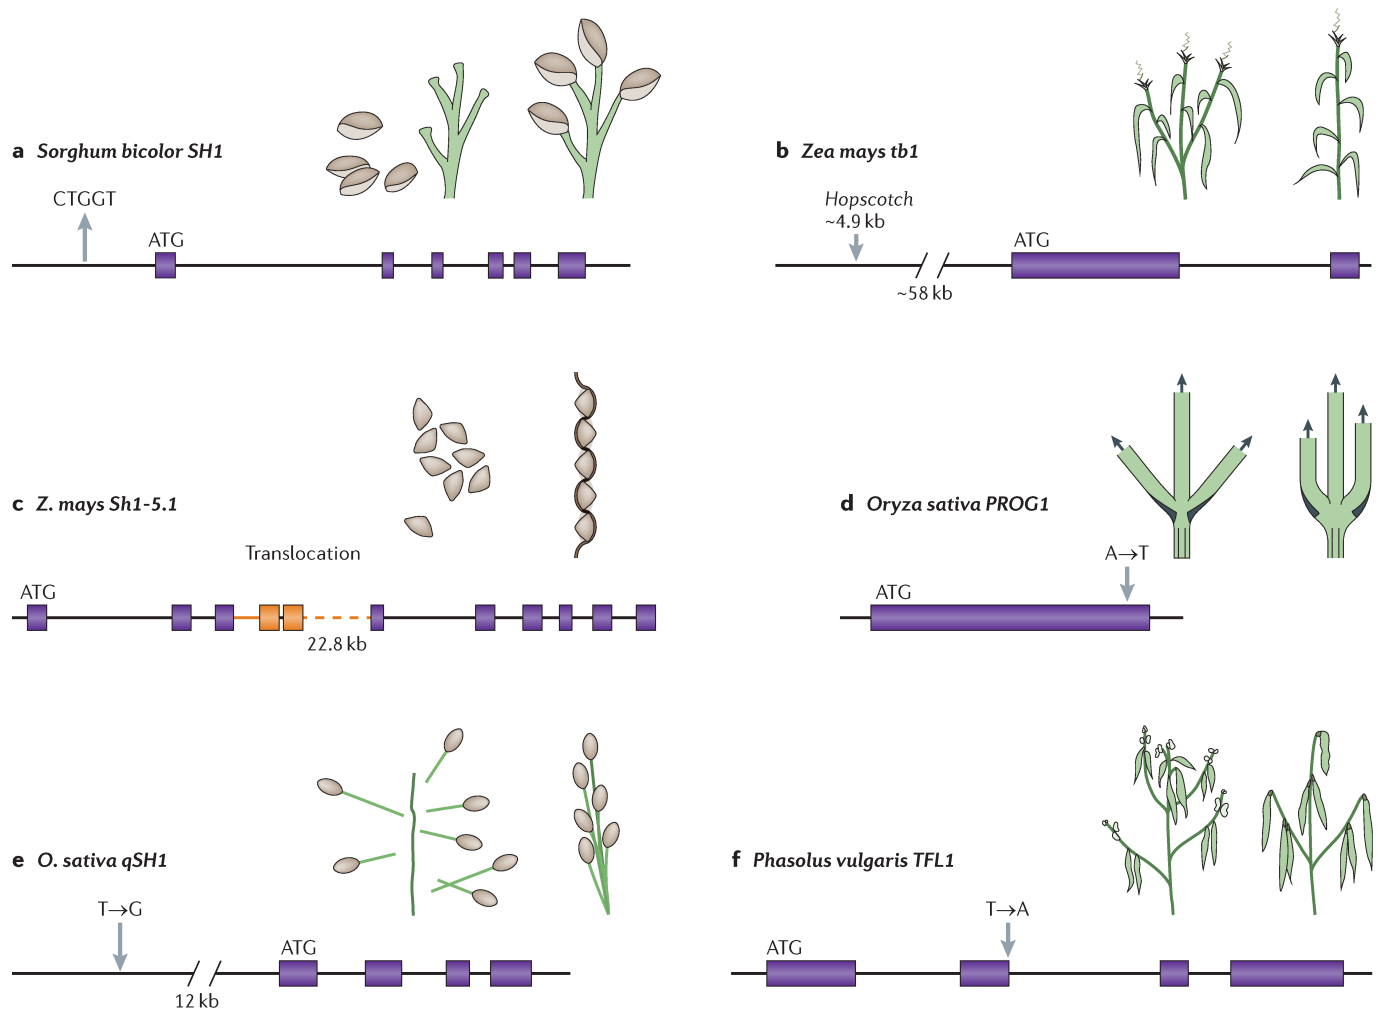 a Sorghum bicolor SH1
CTGGT
ATG
b Zea mays tb1
Hopscotch
~4.9 kb
ATG
~58 kb
c Z. mays Sh1-5.1
Translocation
ATG
22.8 kb
d Oryza sativa PROG1
A→T
ATG
e O. sativa qSH1
T→G
ATG
12 kb
f Phasolus vulgaris TFL1
T→A
ATG